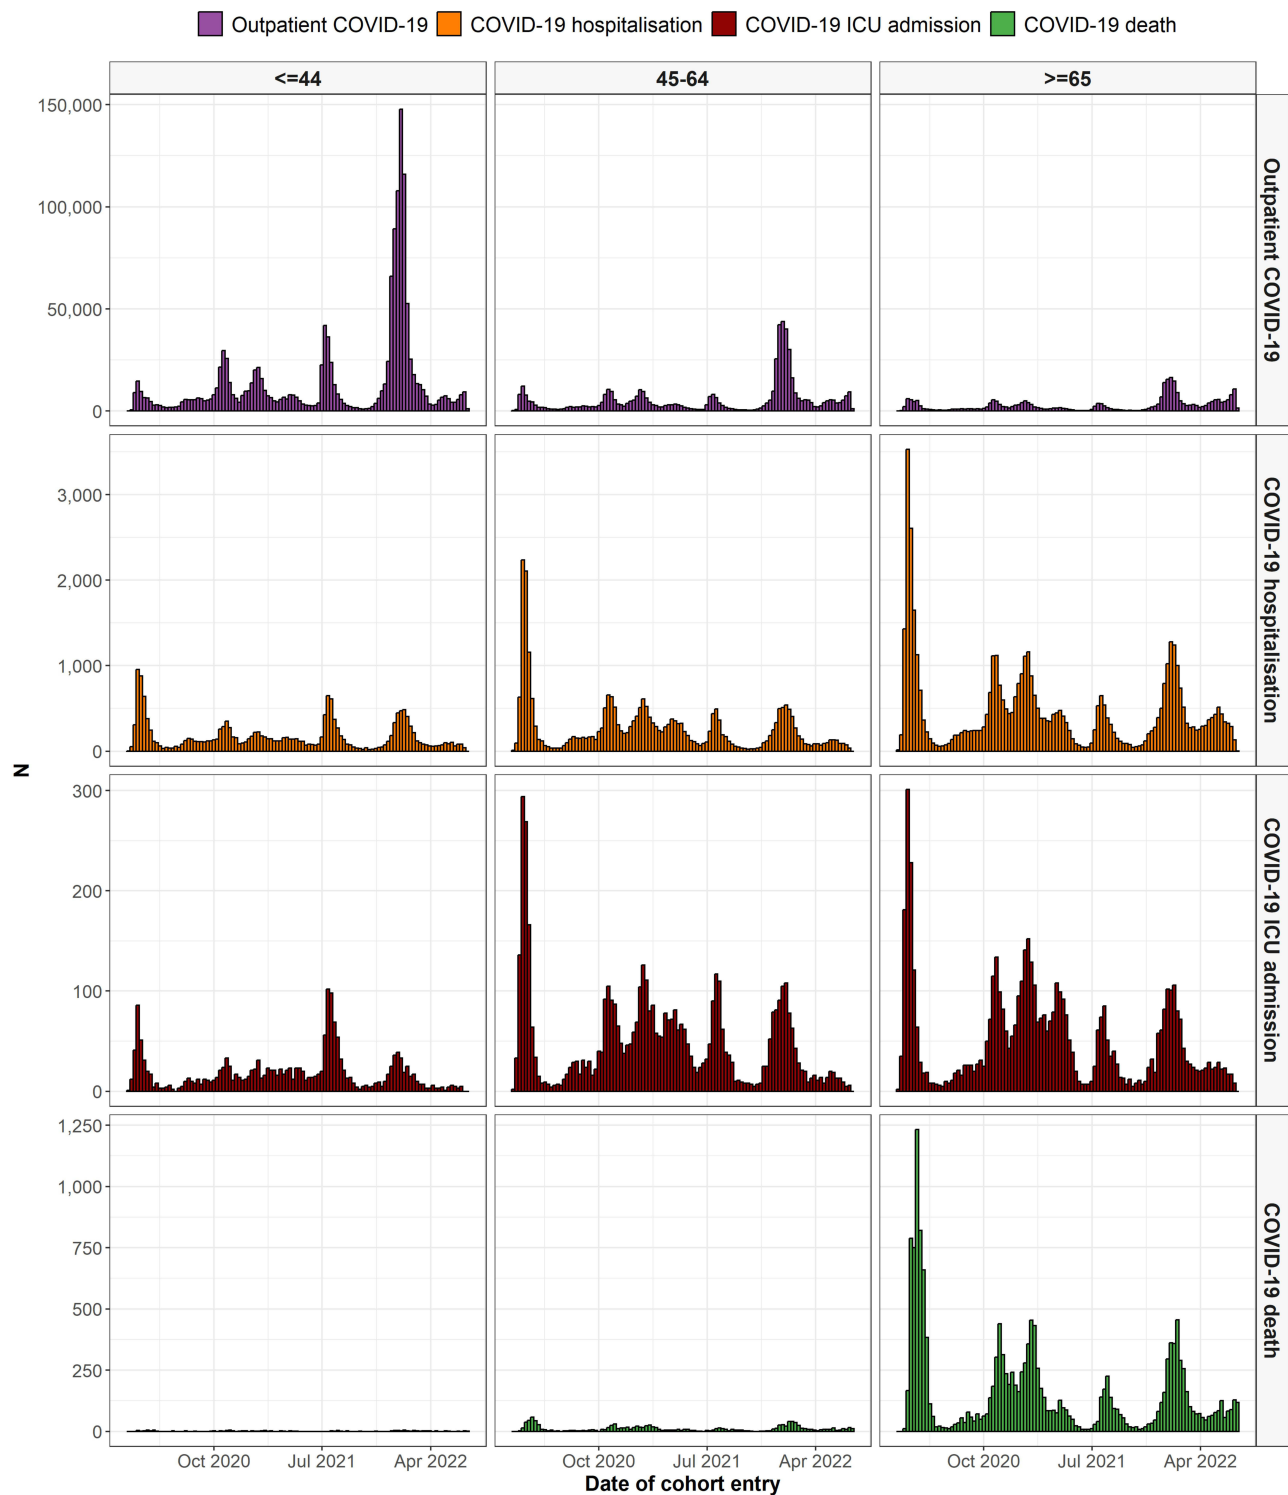 Outpatient COVID-19 COVID-19 hospitalisation COVID-19 ICU admission COVID-19 death
<=44 45-64 >=65
150,000
100,000
50,000
0
Outpatient COVID-19
3,000
2,000
1,000
0
COVID-19 hospitalisation
N
300
200
100
0
COVID-19 ICU admission
1,250
1,000
750
500
250
0
COVID-19 death
Oct 2020 Jul 2021 Apr 2022 Oct 2020 Jul 2021 Apr 2022 Oct 2020 Jul 2021 Apr 2022
Date of cohort entry